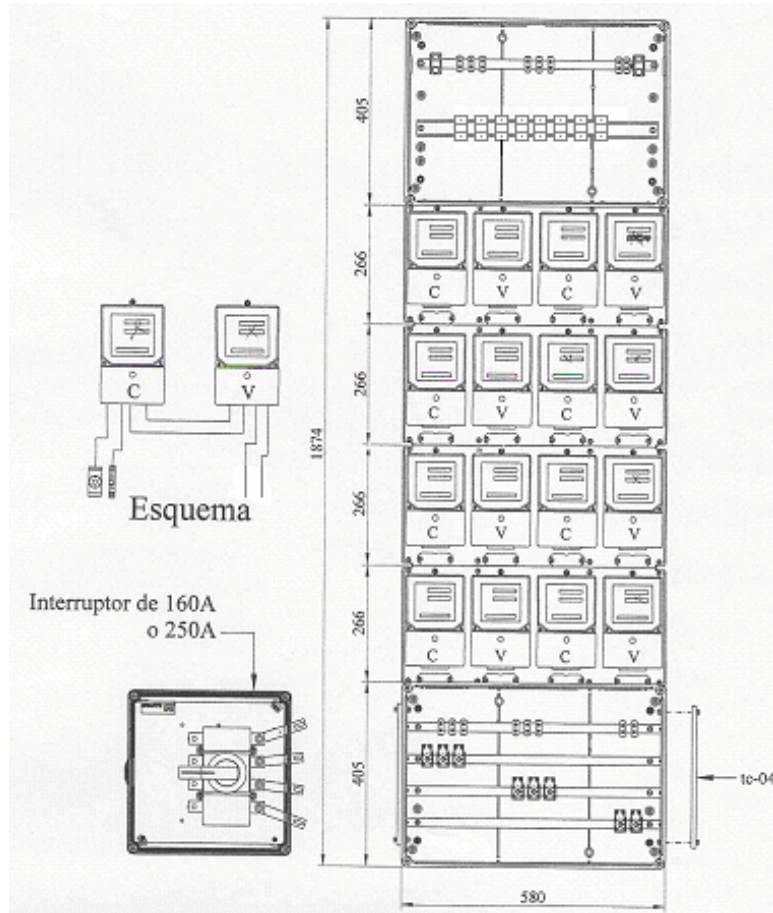 405
266
C V C V
266
C V C V
1874
C V
Esquema
266
C V C V
Interruptor de 160A
o 250A
266
C V C V
405
tc-04
580